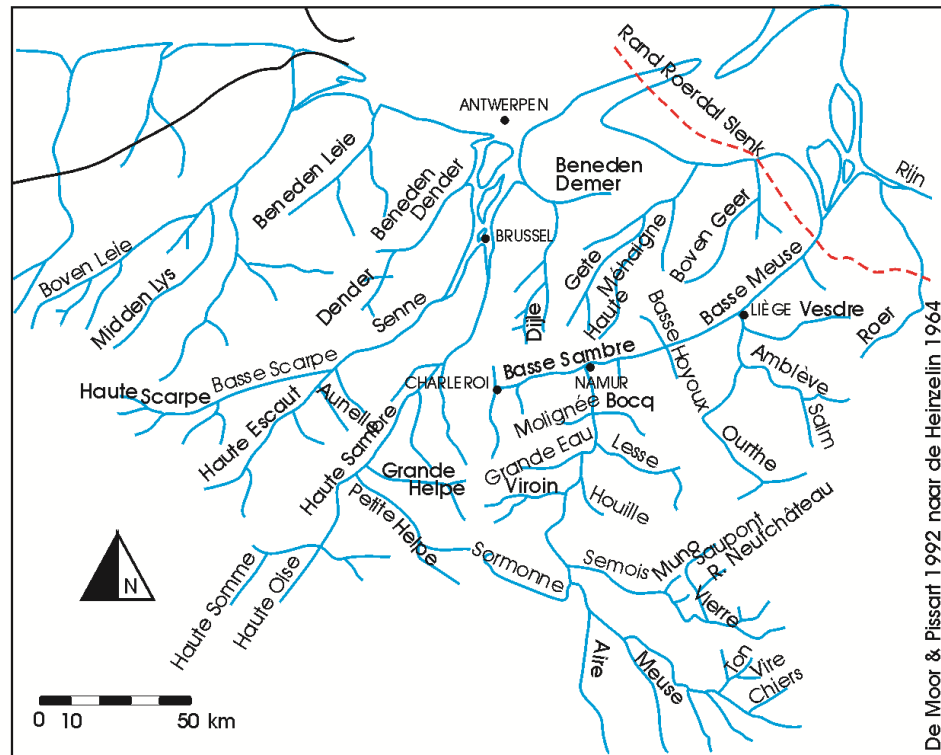 Rand Roerdal Slenk
ANTWERPEN
Beneden Leie
Beneden
Dender
Beneden
Demer
Rijn
BRUSSEL
Boven Leie
Midden Lys
Dender
Senne
Dijle
Gete
Méhaigne
Haute
Boven Geer
Basse Meuse
LIÈGE
Vesdre
Roer
Basse Scarpe
Haute Scarpe
Haute Escaut
Aunelle
Haute Sambre
CHARLEROI
Basse Sambre
NAMUR
Basse Hoyoux
Amblève
Salm
Molignée
Bocq
Grande Eau
Lesse
Ourthe
Viroin
Houille
Grande
Helpe
Petite Helpe
Sormonne
Semois
Muno
Saupont
R. Neufchâteau
Vierre
Haute Somme
Haute Oise
Aire
Meuse
Ton
Vire
Chiers
N
0 10 50 km
De Moor & Pissart 1992 naar de Heinzelin 1964